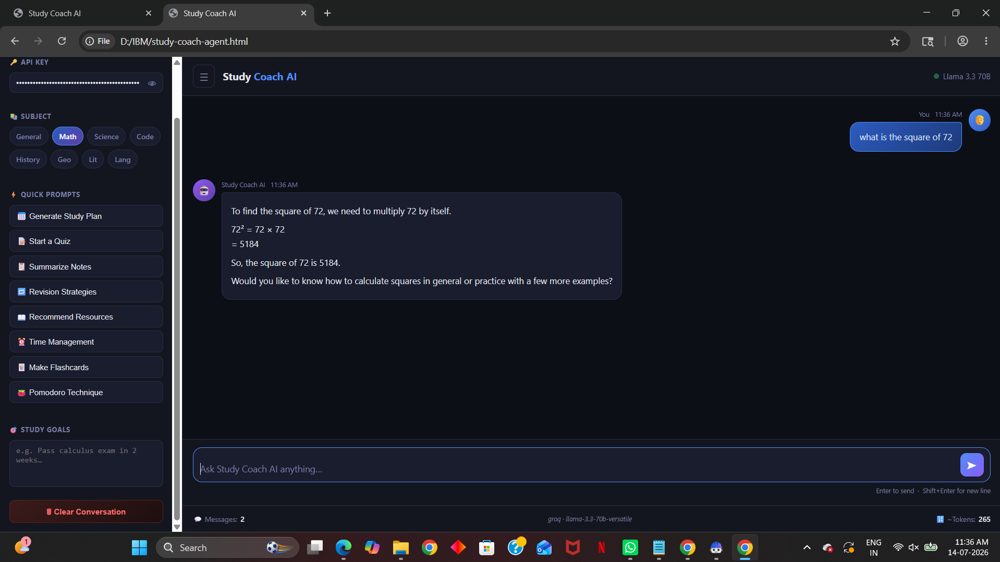 Study Coach AI
Study Coach AI
File
D:/IBM/study-coach-agent.html
API KEY
••••••••••••••••••••••••••••••••••••••••••••
SUBJECT
General
Math
Science
Code
History
Geo
Lit
Lang
QUICK PROMPTS
Generate Study Plan
Start a Quiz
Summarize Notes
Revision Strategies
Recommend Resources
Time Management
Make Flashcards
Pomodoro Technique
STUDY GOALS
e.g. Pass calculus exam in 2
weeks…
Clear Conversation
Study Coach AI
Llama 3.3 70B
You 11:36 AM
what is the square of 72
Study Coach AI 11:36 AM
To find the square of 72, we need to multiply 72 by itself.
72² = 72 × 72
= 5184
So, the square of 72 is 5184.
Would you like to know how to calculate squares in general or practice with a few more examples?
Ask Study Coach AI anything...
Enter to send · Shift+Enter for new line
Messages: 2
groq · llama-3.3-70b-versatile
~Tokens: 265
1
Search
ENG
IN
11:36 AM
14-07-2026